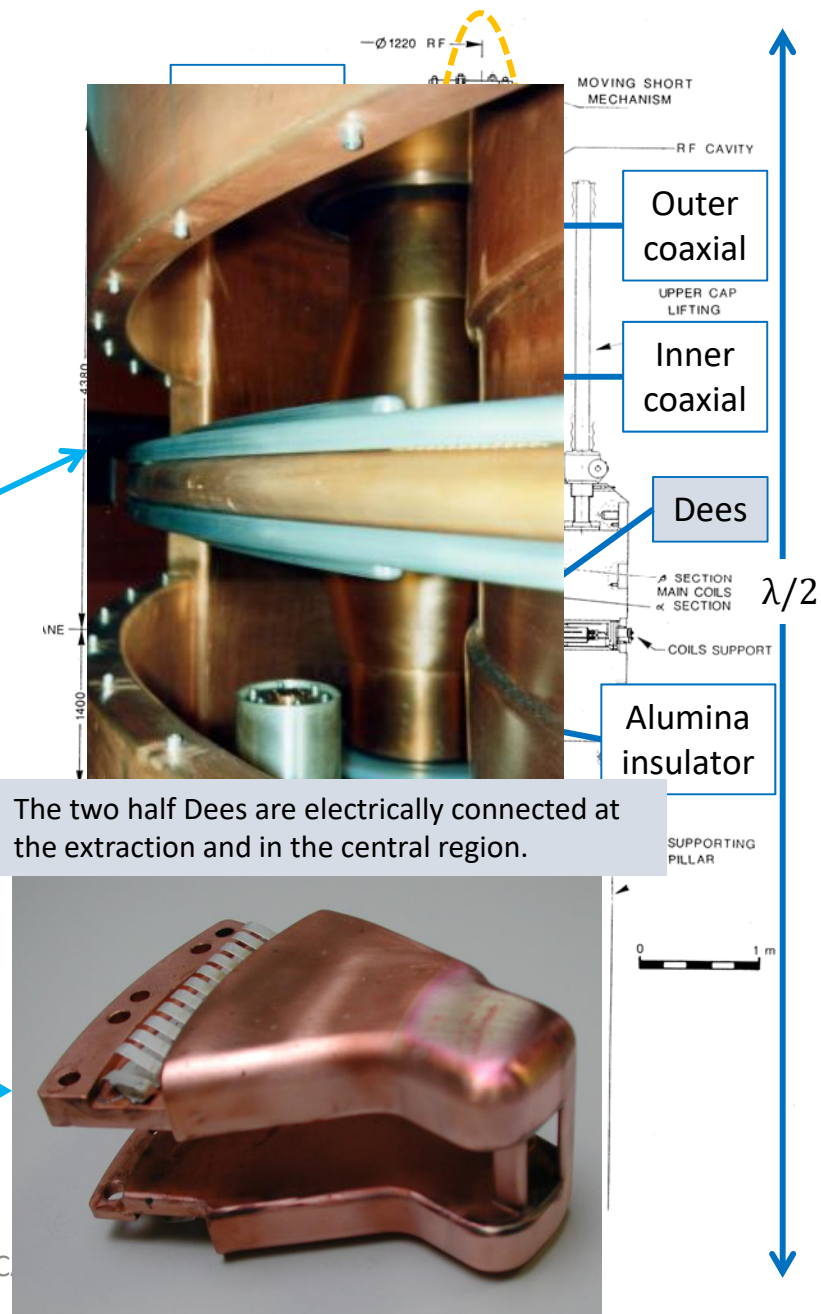 Ø1220 RF
MOVING SHORT
MECHANISM
RF CAVITY
Outer
coaxial
UPPER CAP
LIFTING
Inner
coaxial
4380
Dees
β SECTION
MAIN COILS
α SECTION
λ/2
COILS SUPPORT
1400
Alumina
insulator
The two half Dees are electrically connected at
the extraction and in the central region.
SUPPORTING
PILLAR
0 1 m